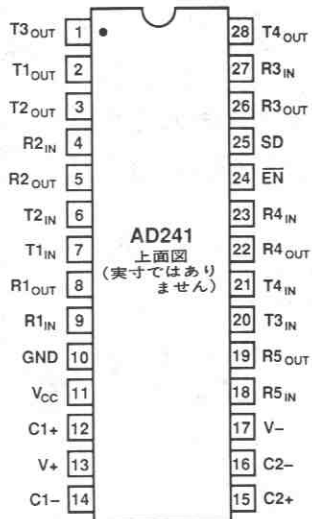 T3OUT 1 28 T4OUT
T1OUT 2 27 R3IN
T2OUT 3 26 R3OUT
R2IN 4 25 SD
R2OUT 5 24 E̅N̅
T2IN 6 23 R4IN
T1IN 7 22 R4OUT
R1OUT 8 21 T4IN
R1IN 9 20 T3IN
GND 10 19 R5OUT
VCC 11 18 R5IN
C1+ 12 17 V–
V+ 13 16 C2–
C1– 14 15 C2+
AD241
上面図
(実寸ではあり
ません)